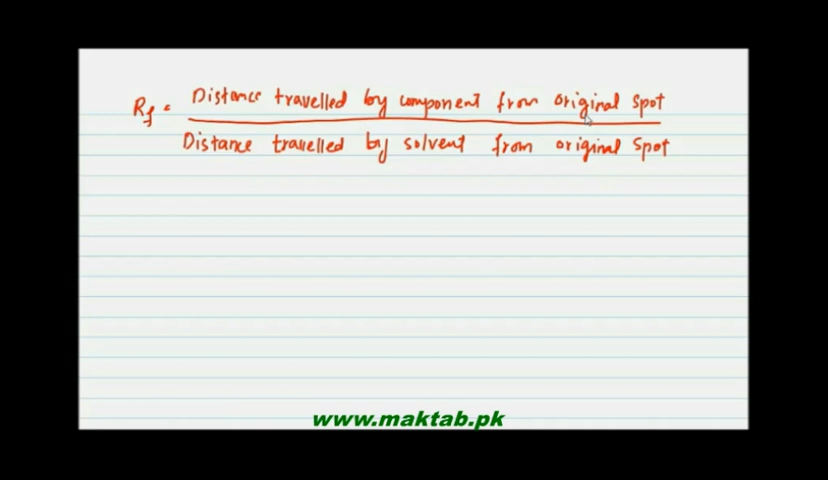 Rf = Distance travelled by component from original spot
Distance travelled by solvent from original spot
www.maktab.pk